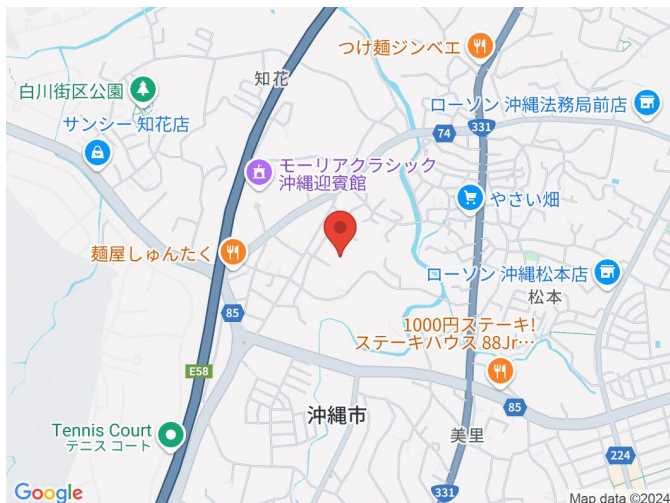 つけ麺ジンベエ
知花
白川街区公園
サンシー 知花店
ローソン 沖縄法務局前店
74
331
モーリアクラシック
沖縄迎賓館
やさい畑
麺屋しゅんたく
ローソン 沖縄松本店
松本
85
1000円ステーキ!
ステーキハウス 88Jr…
E58
85
沖縄市
Tennis Court
テニス コート
美里
224
331
Google
Map data ©2024